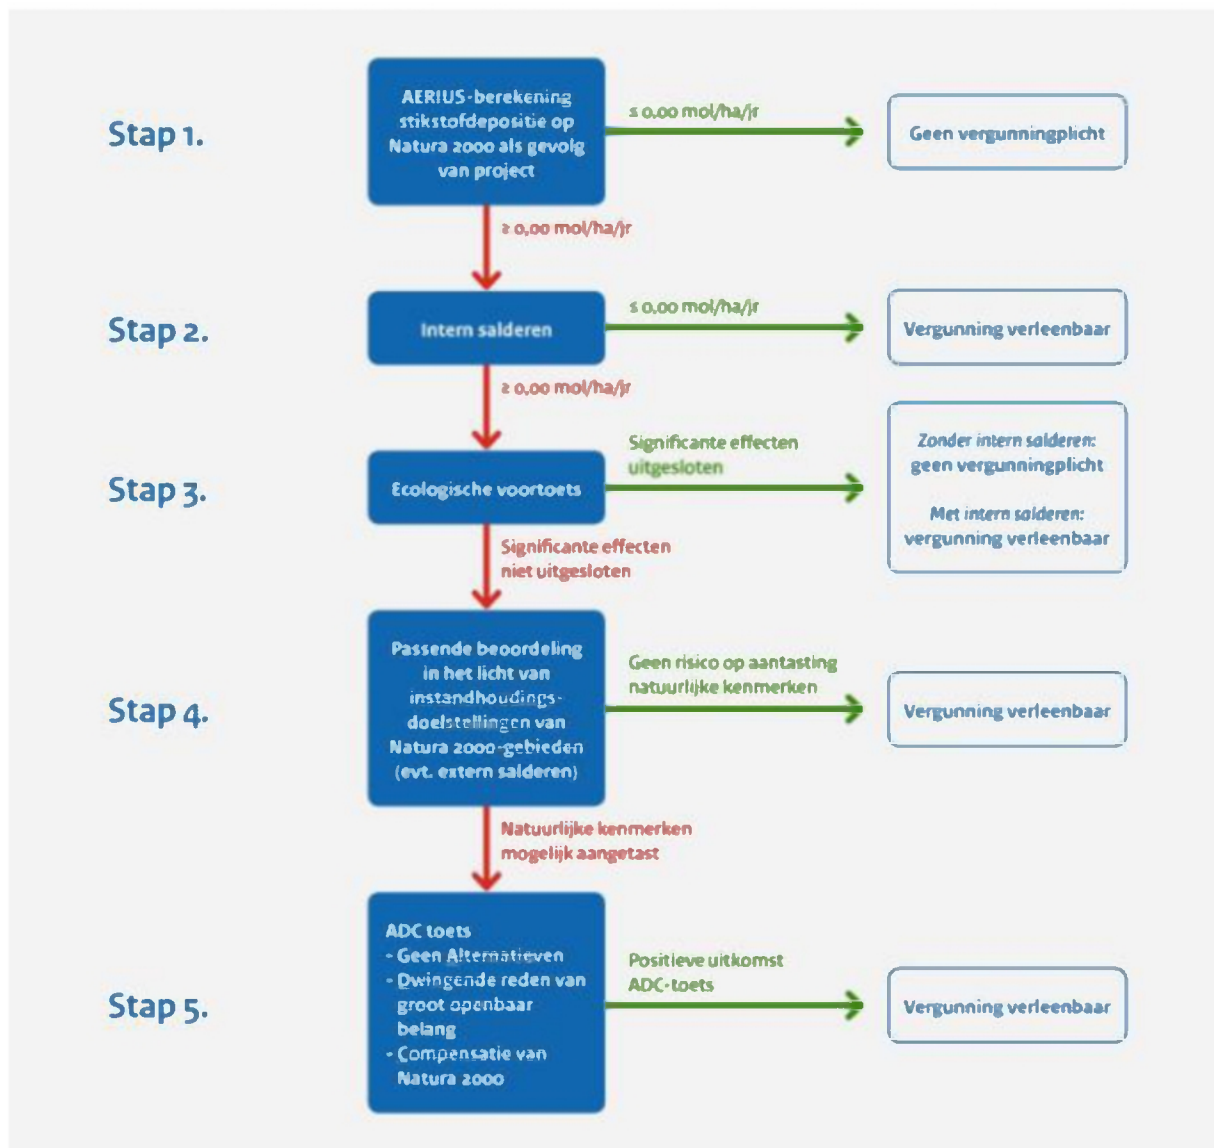 Stap 1.
AERIUS-berekening
stikstofdepositie op
Natura 2000 als gevolg
van project
≤ 0,00 mol/ha/jr
Geen vergunningplicht
≥ 0,00 mol/ha/jr
Stap 2.
Intern salderen
≤ 0,00 mol/ha/jr
Vergunning verleenbaar
≥ 0,00 mol/ha/jr
Stap 3.
Ecologische voortoets
Significante effecten
uitgesloten
Zonder intern salderen:
geen vergunningplicht
Met intern salderen:
vergunning verleenbaar
Significante effecten
niet uitgesloten
Stap 4.
Passende beoordeling
in het licht van
instandhoudings-
doelstellingen van
Natura 2000-gebieden
(evt. extern salderen)
Geen risico op aantasting
natuurlijke kenmerken
Vergunning verleenbaar
Natuurlijke kenmerken
mogelijk aangetast
Stap 5.
ADC toets
- Geen Alternatieven
- Dwingende reden van
groot openbaar
belang
- Compensatie van
Natura 2000
Positieve uitkomst
ADC-toets
Vergunning verleenbaar